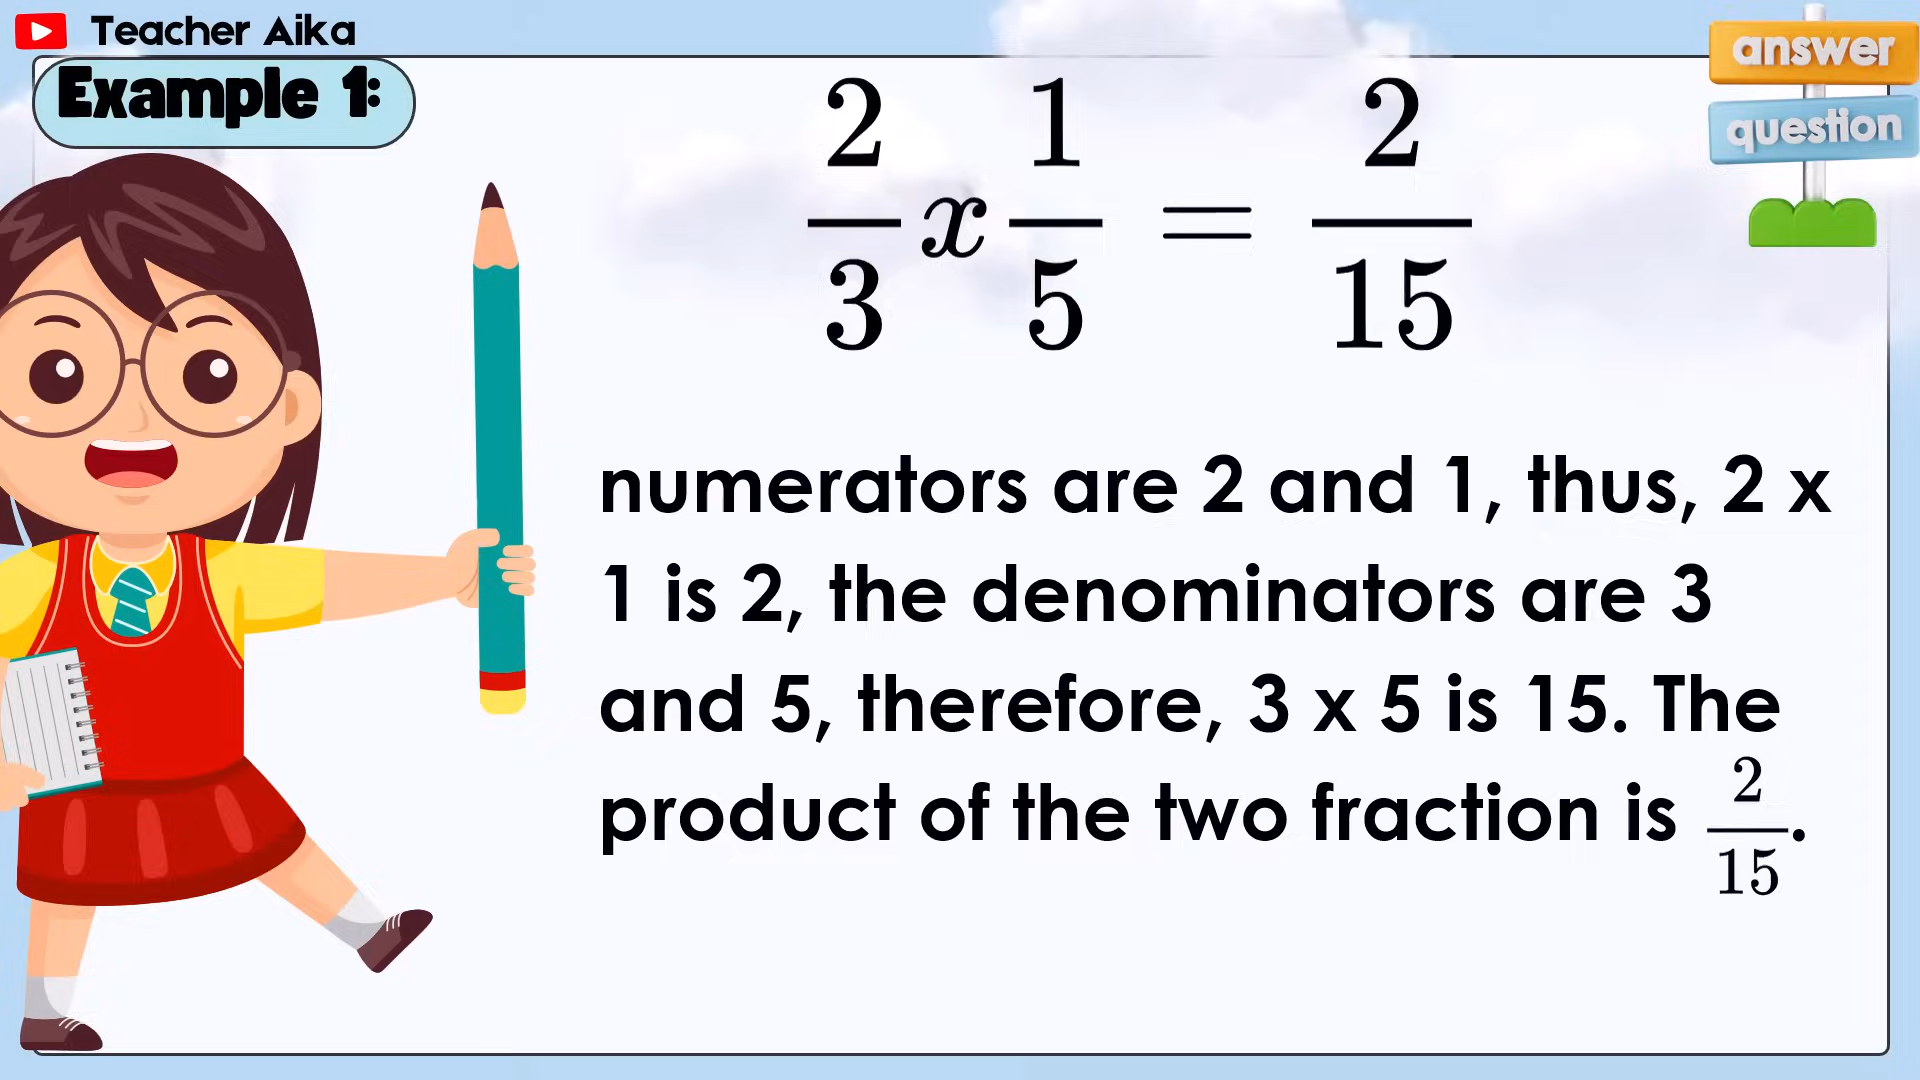 Teacher Aika
Example 1:
answer
question
2/3 x 1/5 = 2/15
numerators are 2 and 1, thus, 2 x
1 is 2, the denominators are 3
and 5, therefore, 3 x 5 is 15. The
product of the two fraction is 2/15.